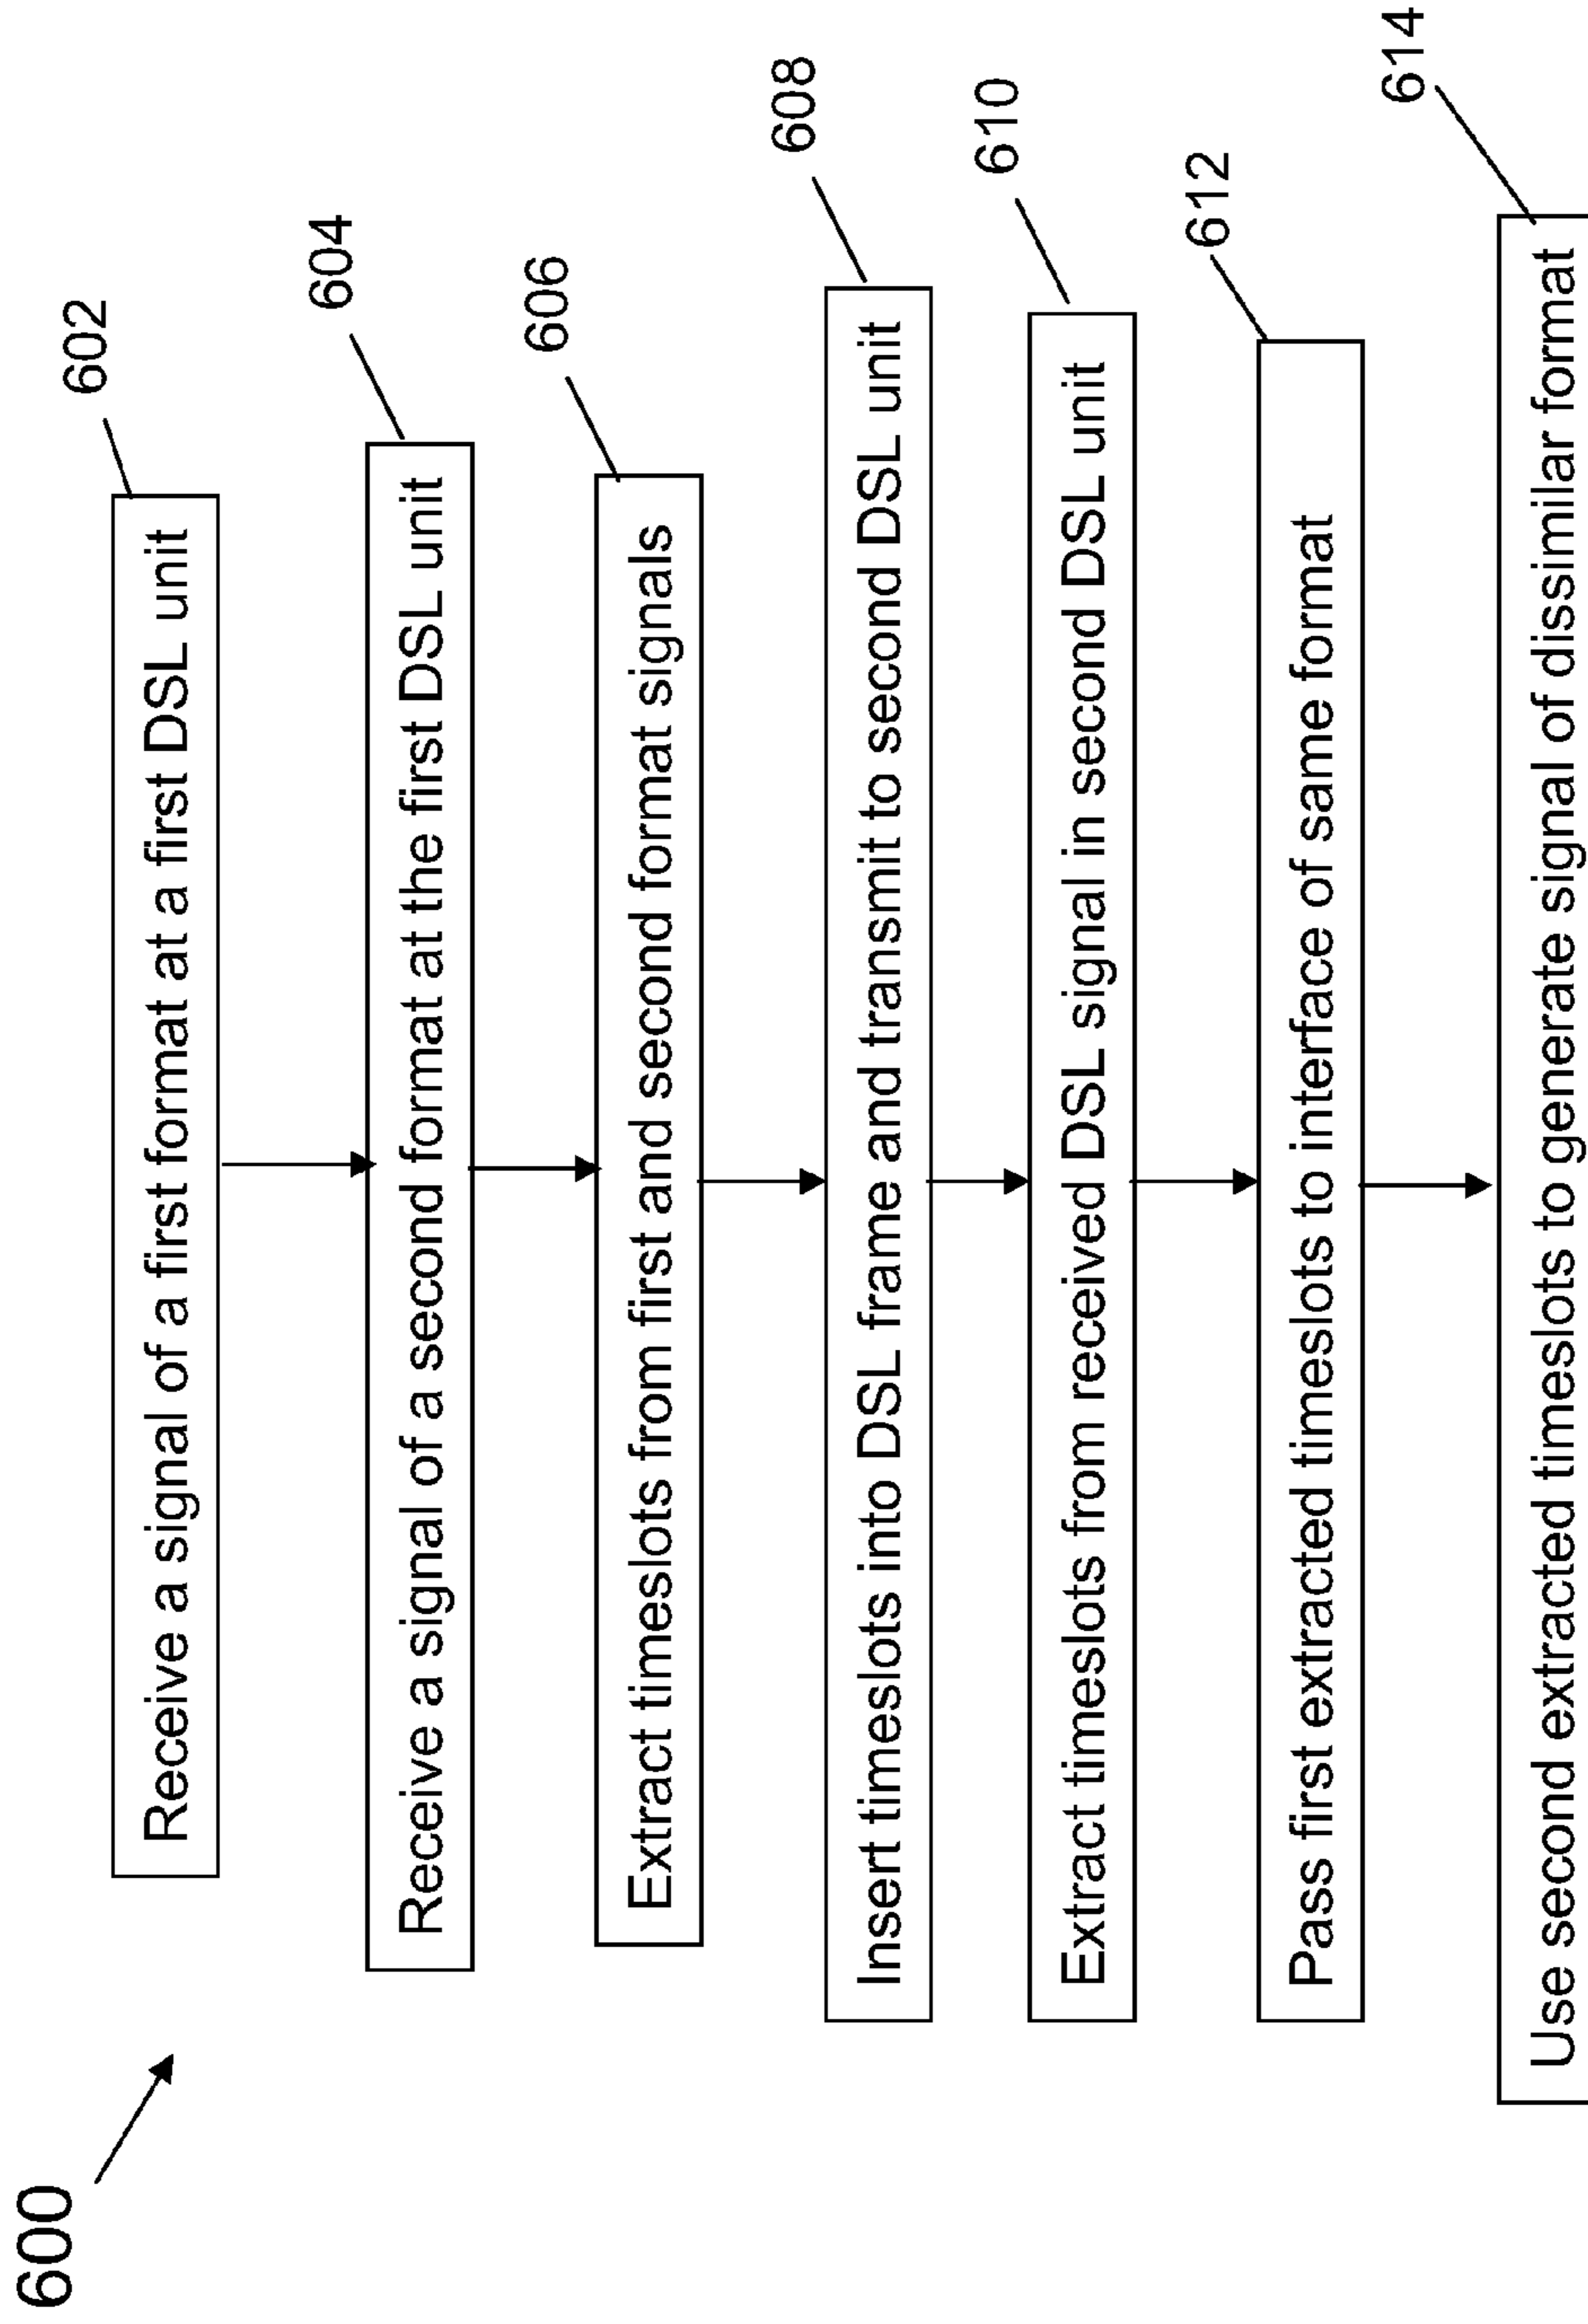 600
602
Receive a signal of a first format at a first DSL unit
604
Receive a signal of a second format at the first DSL unit
606
Extract timeslots from first and second format signals
608
Insert timeslots into DSL frame and transmit to second DSL unit
610
Extract timeslots from received DSL signal in second DSL unit
612
Pass first extracted timeslots to interface of same format
614
Use second extracted timeslots to generate signal of dissimilar format